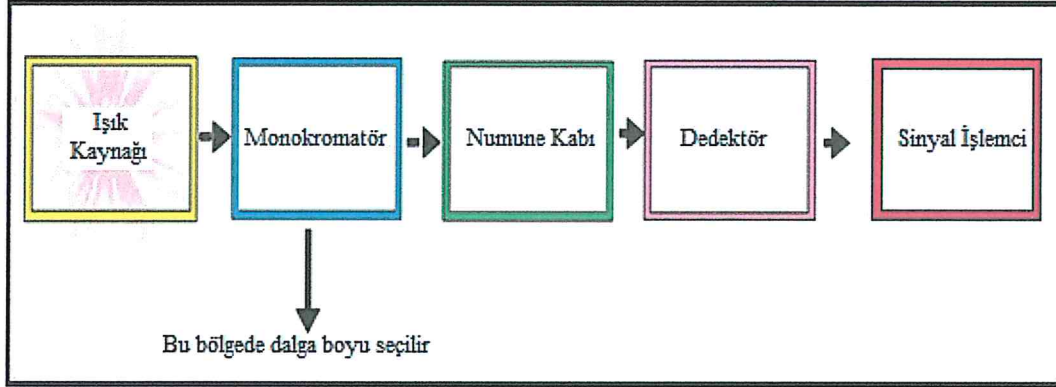 Işık
Kaynağı
Monokromatör
Numune Kabı
Dedektör
Sinyal İşlemci
Bu bölgede dalga boyu seçilir